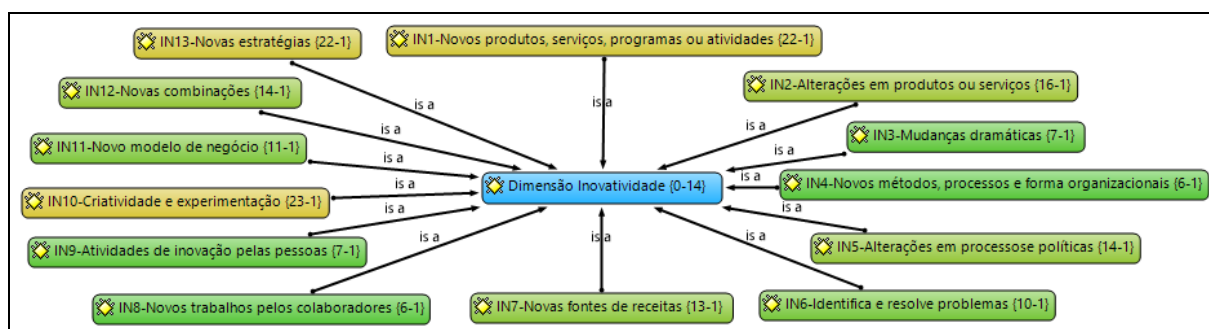 IN13-Novas estratégias {22-1}
IN1-Novos produtos, serviços, programas ou atividades {22-1}
IN12-Novas combinações {14-1}
is a
is a
is a
IN2-Alterações em produtos ou serviços {16-1}
is a
is a
IN3-Mudanças dramáticas {7-1}
IN11-Novo modelo de negócio {11-1}
is a
is a
Dimensão Inovatividade {0-14}
is a
IN4-Novos métodos, processos e forma organizacionais {6-1}
IN10-Criatividade e experimentação {23-1}
is a
is a
IN9-Atividades de inovação pelas pessoas {7-1}
is a
is a
is a
is a
IN5-Alterações em processose políticas {14-1}
IN8-Novos trabalhos pelos colaboradores {6-1}
IN7-Novas fontes de receitas {13-1}
IN6-Identifica e resolve problemas {10-1}